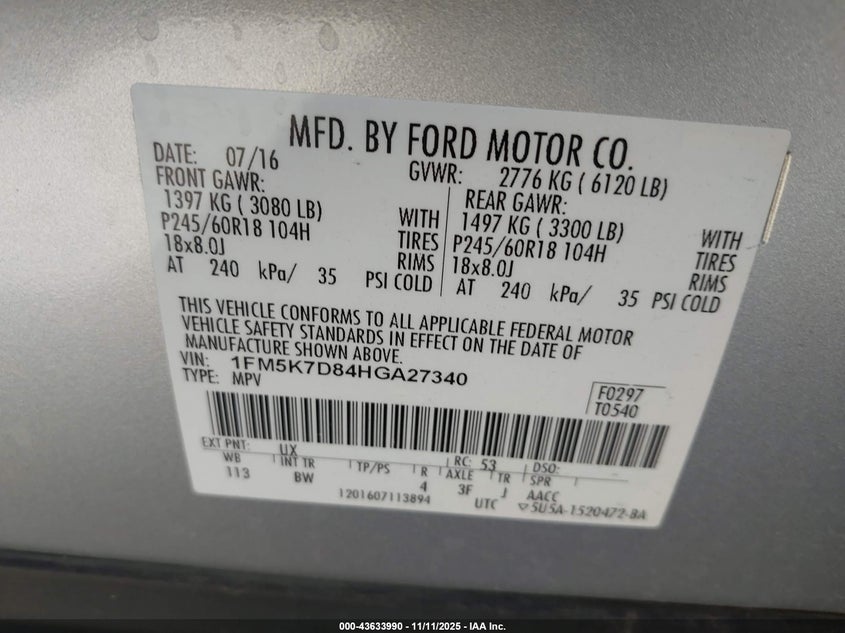 MFD. BY FORD MOTOR CO.
DATE: 07/16 GVWR: 2776 KG ( 6120 LB)
FRONT GAWR: REAR GAWR:
1397 KG ( 3080 LB) WITH 1497 KG ( 3300 LB) WITH
P245/60R18 104H TIRES P245/60R18 104H TIRES
18x8.0J RIMS 18x8.0J RIMS
AT 240 kPa/ 35 PSI COLD AT 240 kPa/ 35 PSI COLD
THIS VEHICLE CONFORMS TO ALL APPLICABLE FEDERAL MOTOR
VEHICLE SAFETY STANDARDS IN EFFECT ON THE DATE OF
MANUFACTURE SHOWN ABOVE.
VIN: 1FM5K7D84HGA27340
TYPE: MPV
F0297
T0540
EXT PNT: UX RC: 53 DSO:
WB INT TR TP/PS R AXLE TR SPR
113 BW 4 3F J AACC
1201607113894 UTC ▽5U5A-1520472-BA
000-43633990 - 11/11/2025 - IAA Inc.